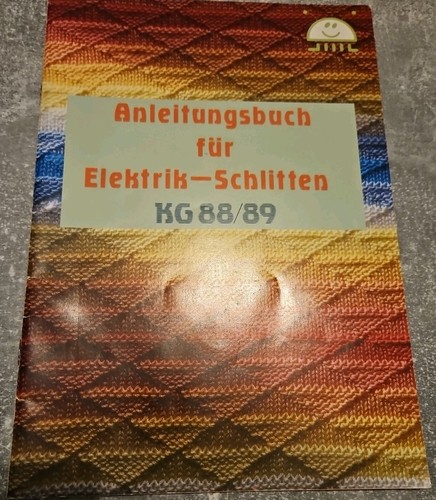 Anleitungsbuch
für
Elektrik—Schlitten
KG 88/89